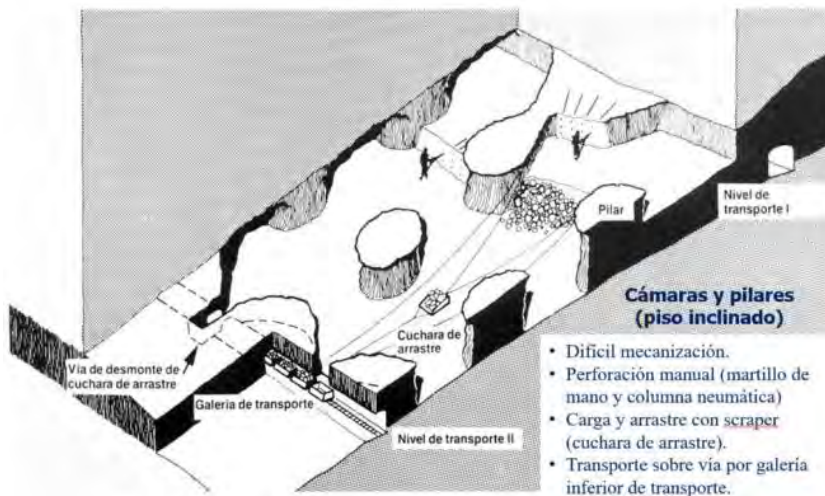 Pilar
Nivel de
transporte I
Cámaras y pilares
(piso inclinado)
Cuchara de
arrastre
Vía de desmonte de
cuchara de arrastre
Galería de transporte
Nivel de transporte II
• Difícil mecanización.
• Perforación manual (martillo de
mano y columna neumática)
• Carga y arrastre con scraper
(cuchara de arrastre).
• Transporte sobre vía por galería
inferior de transporte.